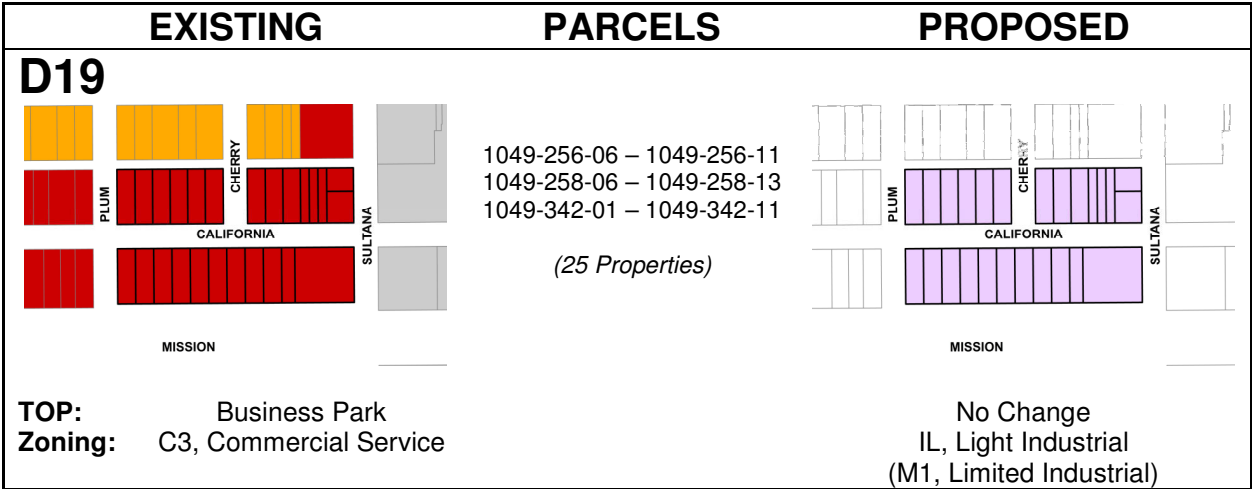 EXISTING PARCELS PROPOSED
D19
PLUM
CHERRY
CALIFORNIA
SULTANA
MISSION
1049-256-06 – 1049-256-11
1049-258-06 – 1049-258-13
1049-342-01 – 1049-342-11
(25 Properties)
PLUM
CHERRY
CALIFORNIA
SULTANA
MISSION
TOP: Business Park No Change
Zoning: C3, Commercial Service IL, Light Industrial
(M1, Limited Industrial)